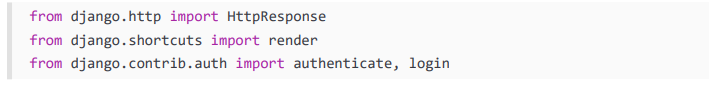 from django.http import HttpResponse
from django.shortcuts import render
from django.contrib.auth import authenticate, login